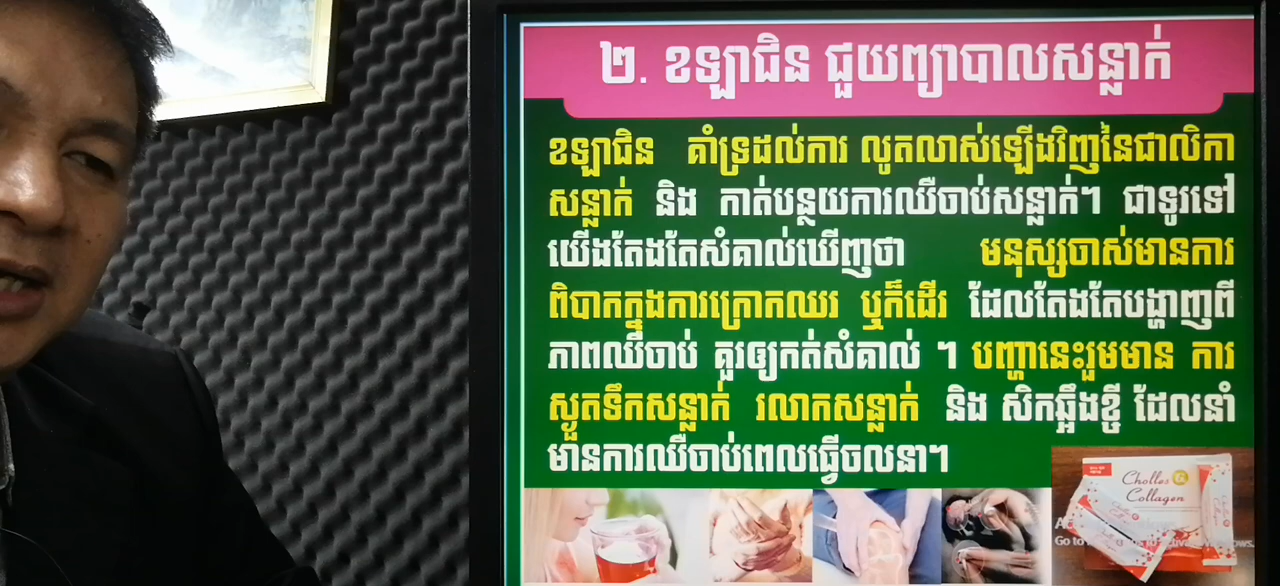 ២. ខឡាជិន ជួយព្យាបាលសន្លាក់
ខឡាជិន គាំទ្រដល់ការ លូតលាស់ឡើងវិញនៃជាលិកា
សន្លាក់ និង កាត់បន្ថយការឈឺចាប់សន្លាក់។ ជាទូរទៅ
យើងតែងតែសំគាល់ឃើញថា មនុស្សចាស់មានការ
ពិបាកក្នុងការក្រោកឈរ ឬក៏ដើរ ដែលតែងតែបង្ហាញពី
ភាពឈឺចាប់ គួរឲ្យកត់សំគាល់ ។ បញ្ហានេះរួមមាន ការ
ស្ងួតទឹកសន្លាក់ រលាកសន្លាក់ និង សិកឆ្អឹងខ្ចី ដែលនាំ
មានការឈឺចាប់ពេលធ្វើចលនា។
Cholles
Collagen
Go to